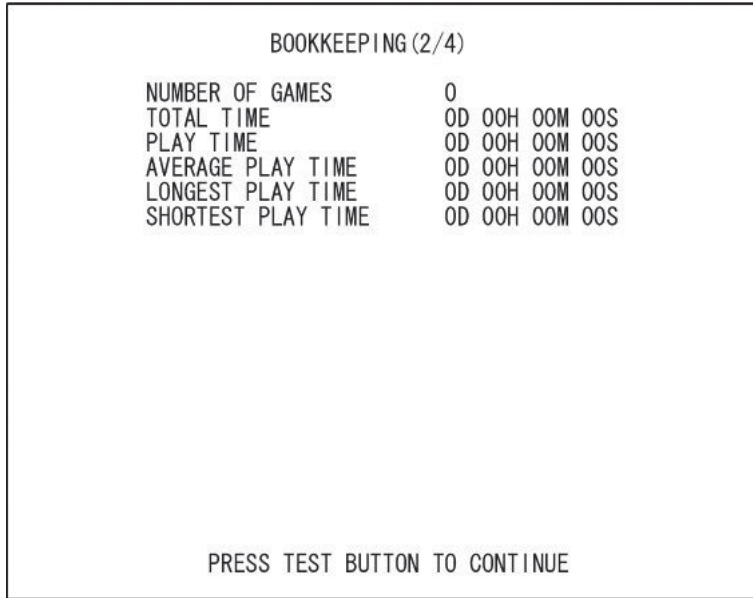 BOOKKEEPING(2/4)
NUMBER OF GAMES 0
TOTAL TIME 0D 00H 00M 00S
PLAY TIME 0D 00H 00M 00S
AVERAGE PLAY TIME 0D 00H 00M 00S
LONGEST PLAY TIME 0D 00H 00M 00S
SHORTEST PLAY TIME 0D 00H 00M 00S
PRESS TEST BUTTON TO CONTINUE